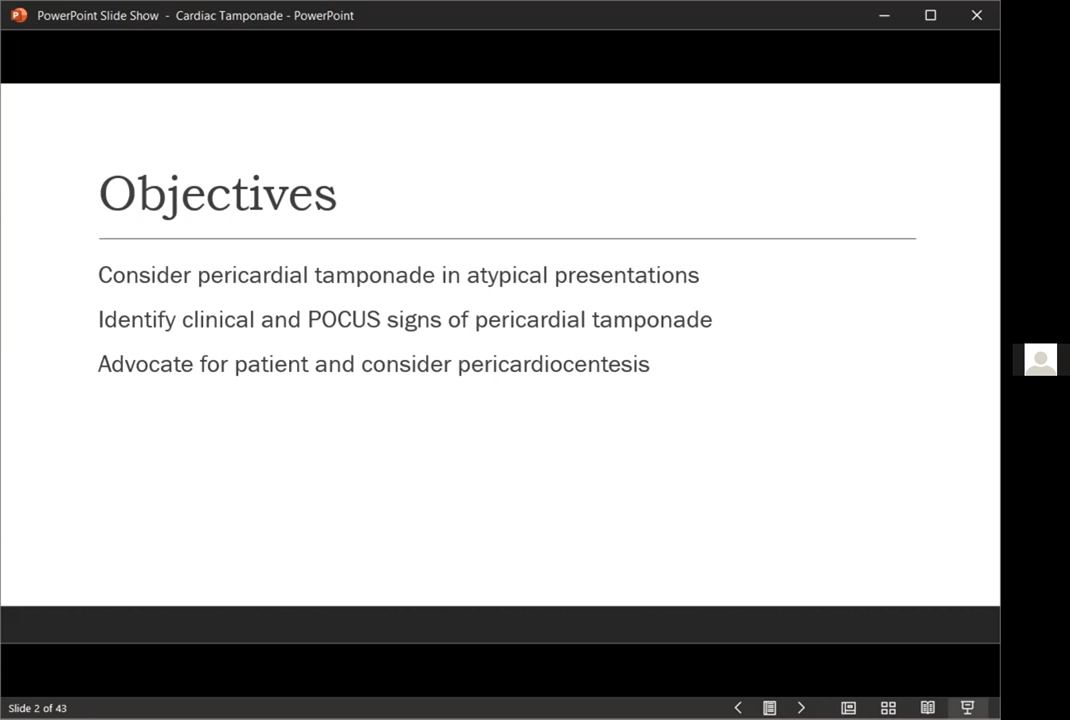 PowerPoint Slide Show - Cardiac Tamponade - PowerPoint
Objectives
Consider pericardial tamponade in atypical presentations
Identify clinical and POCUS signs of pericardial tamponade
Advocate for patient and consider pericardiocentesis
Slide 2 of 43